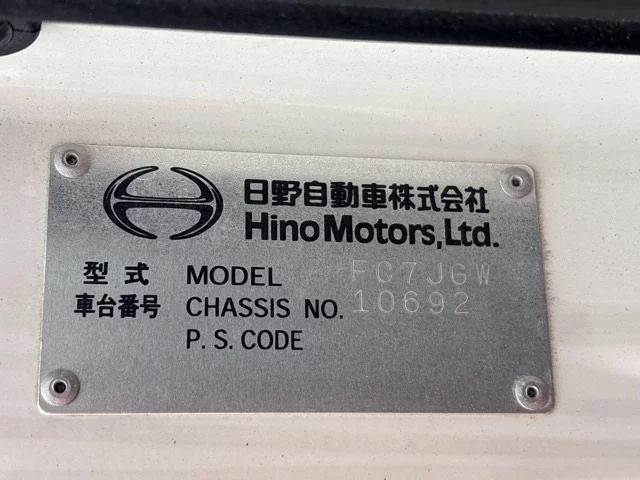 日野自動車株式会社
Hino Motors, Ltd.
型式 MODEL FC7JGW
車台番号 CHASSIS NO. 10692
P. S. CODE